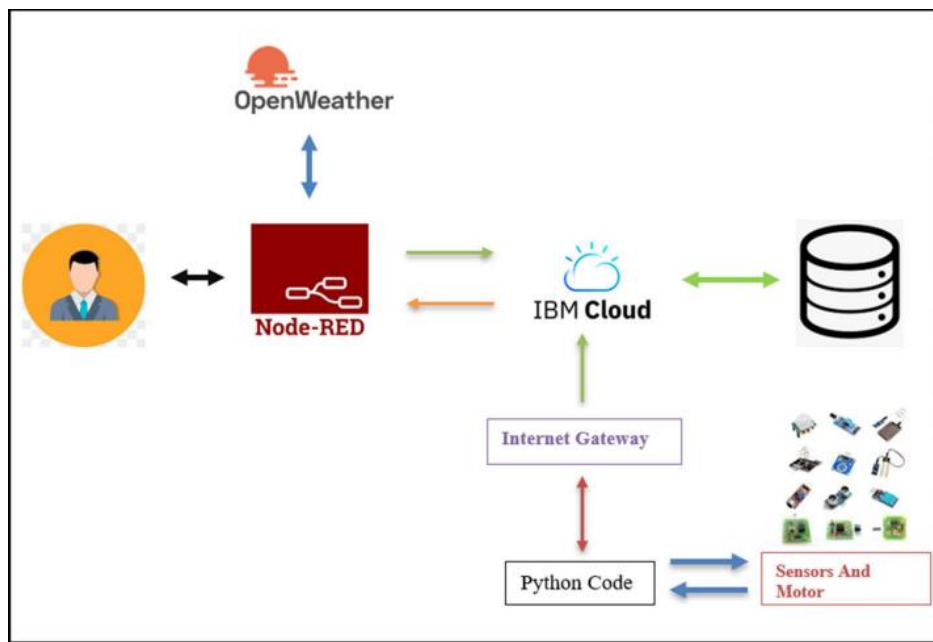 OpenWeather
Node-RED
IBM Cloud
Internet Gateway
Python Code
Sensors And
Motor